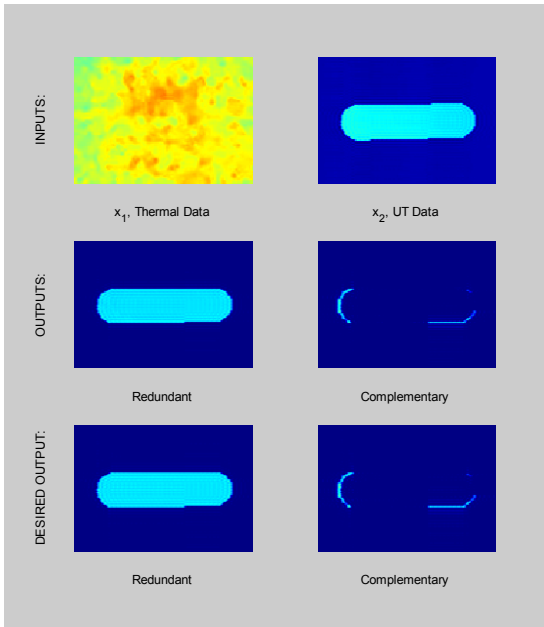 INPUTS:
x1, Thermal Data
x2, UT Data
OUTPUTS:
Redundant
Complementary
DESIRED OUTPUT:
Redundant
Complementary